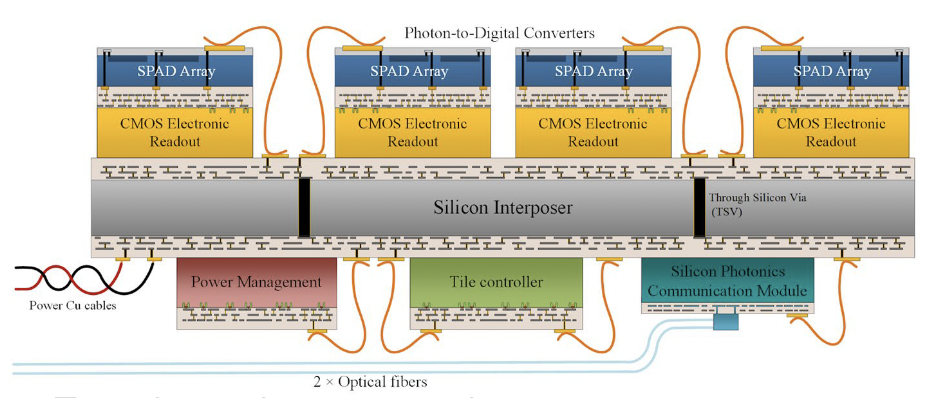 Photon-to-Digital Converters
SPAD Array
SPAD Array
SPAD Array
SPAD Array
CMOS Electronic
Readout
CMOS Electronic
Readout
CMOS Electronic
Readout
CMOS Electronic
Readout
Silicon Interposer
Through Silicon Via
(TSV)
Power Cu cables
Power Management
Tile controller
Silicon Photonics
Communication Module
2 × Optical fibers